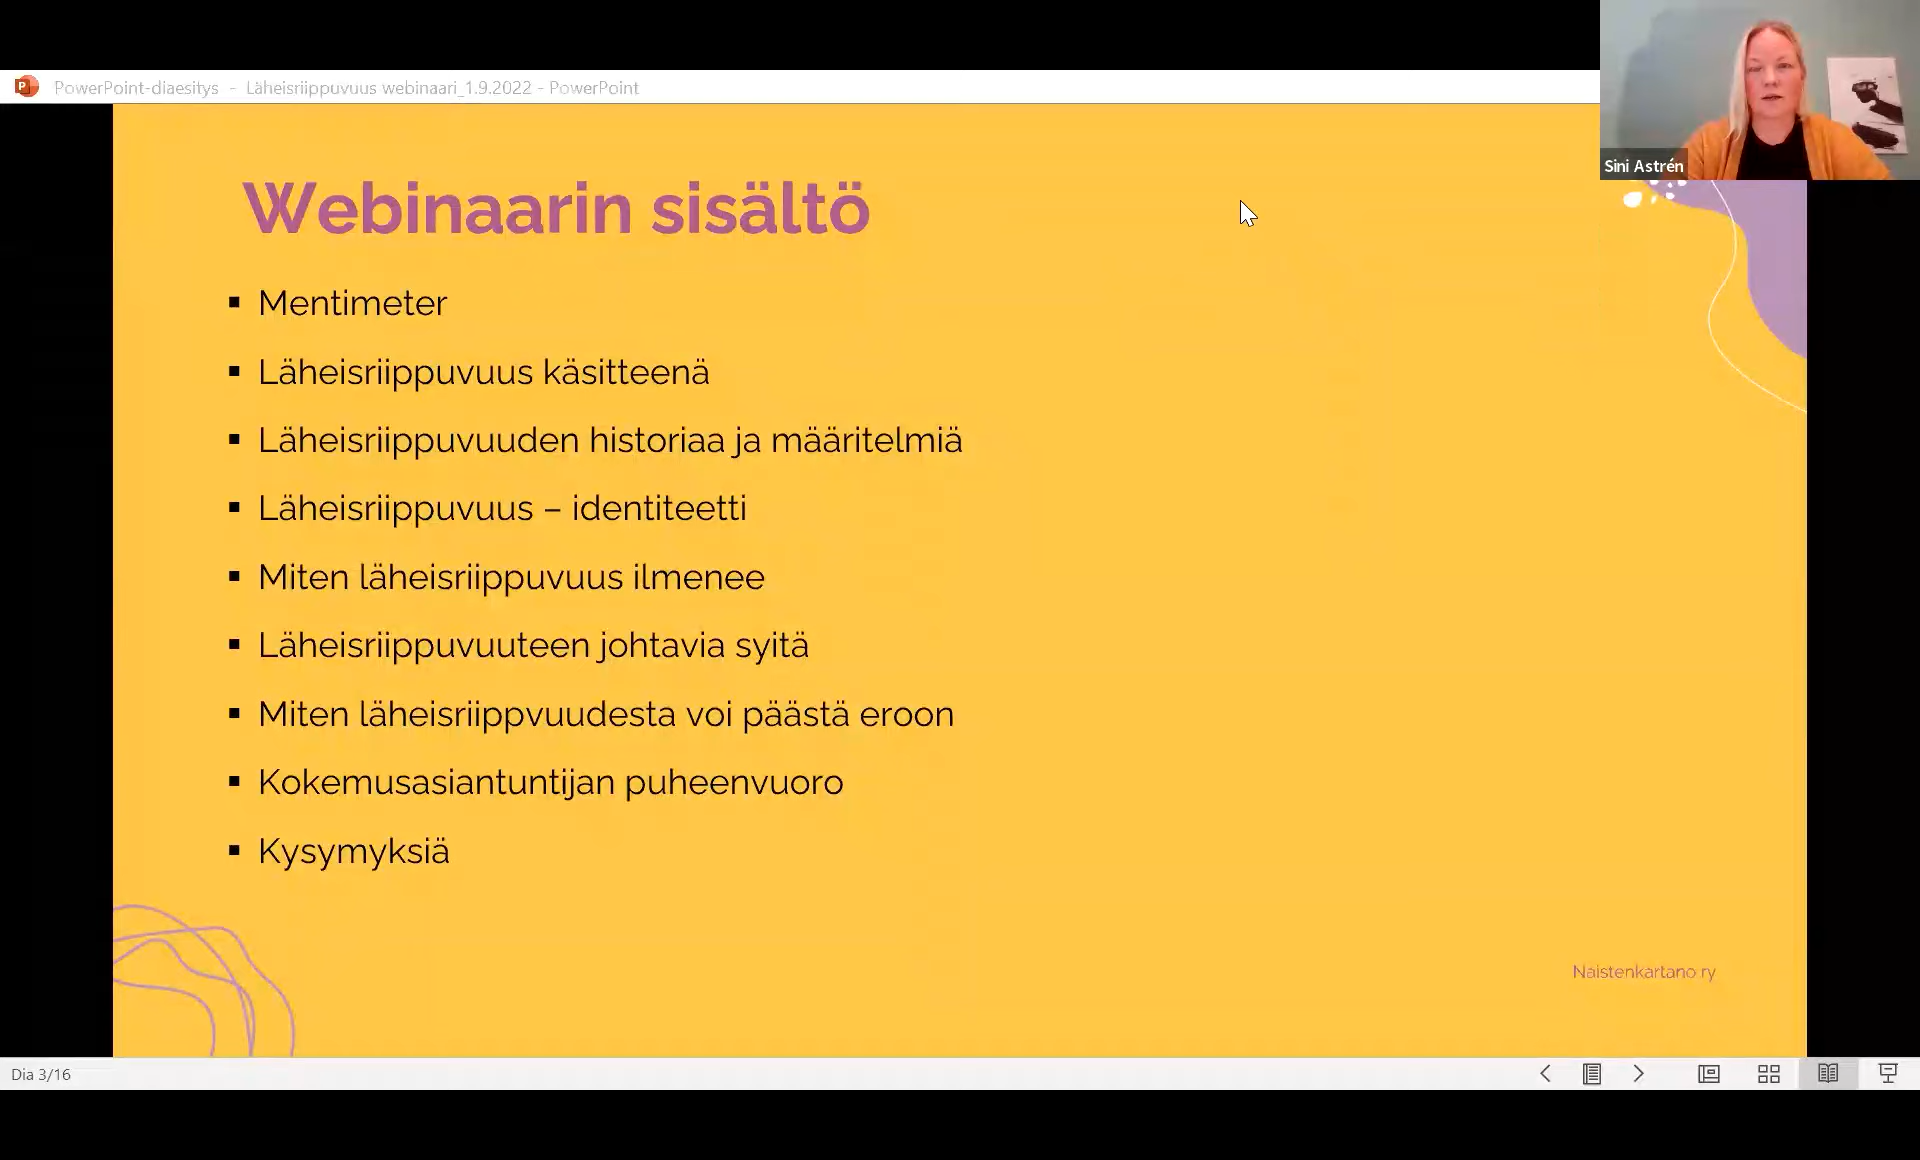 PowerPoint-diaesitys - Läheisriippuvuus webinaari_1.9.2022 - PowerPoint
Sini Astrén
Webinaarin sisältö
▪ Mentimeter
▪ Läheisriippuvuus käsitteenä
▪ Läheisriippuvuuden historiaa ja määritelmiä
▪ Läheisriippuvuus – identiteetti
▪ Miten läheisriippuvuus ilmenee
▪ Läheisriippuvuuteen johtavia syitä
▪ Miten läheisriippvuudesta voi päästä eroon
▪ Kokemusasiantuntijan puheenvuoro
▪ Kysymyksiä
Naistenkartano ry
Dia 3/16